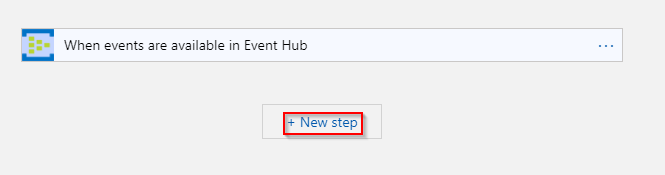 When events are available in Event Hub
...
+ New step